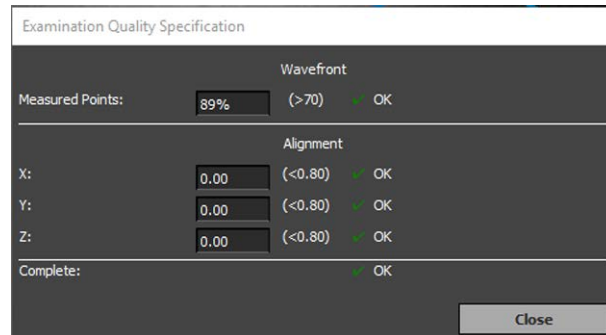 Examination Quality Specification
Wavefront
Measured Points: 89% (>70) ✓ OK
Alignment
X: 0.00 (<0.80) ✓ OK
Y: 0.00 (<0.80) ✓ OK
Z: 0.00 (<0.80) ✓ OK
Complete: ✓ OK
Close